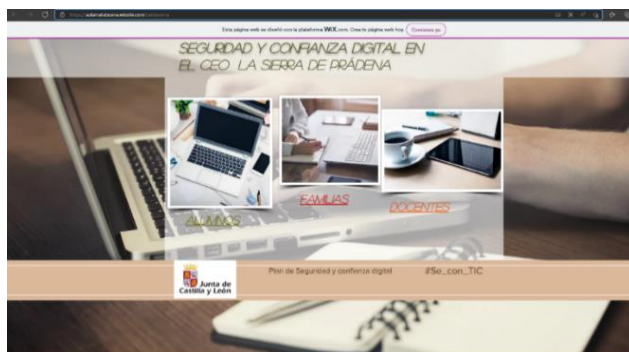 Esta página web se diseñó con la plataforma WiX.com. Crea tu página web hoy. Comienza ya
SEGURIDAD Y CONFIANZA DIGITAL EN
EL CEO LA SIERRA DE PRÁDENA
ALUMNOS
FAMILIAS
DOCENTES
Junta de
Castilla y León
Plan de Seguridad y confianza digital
#Se_con_TIC